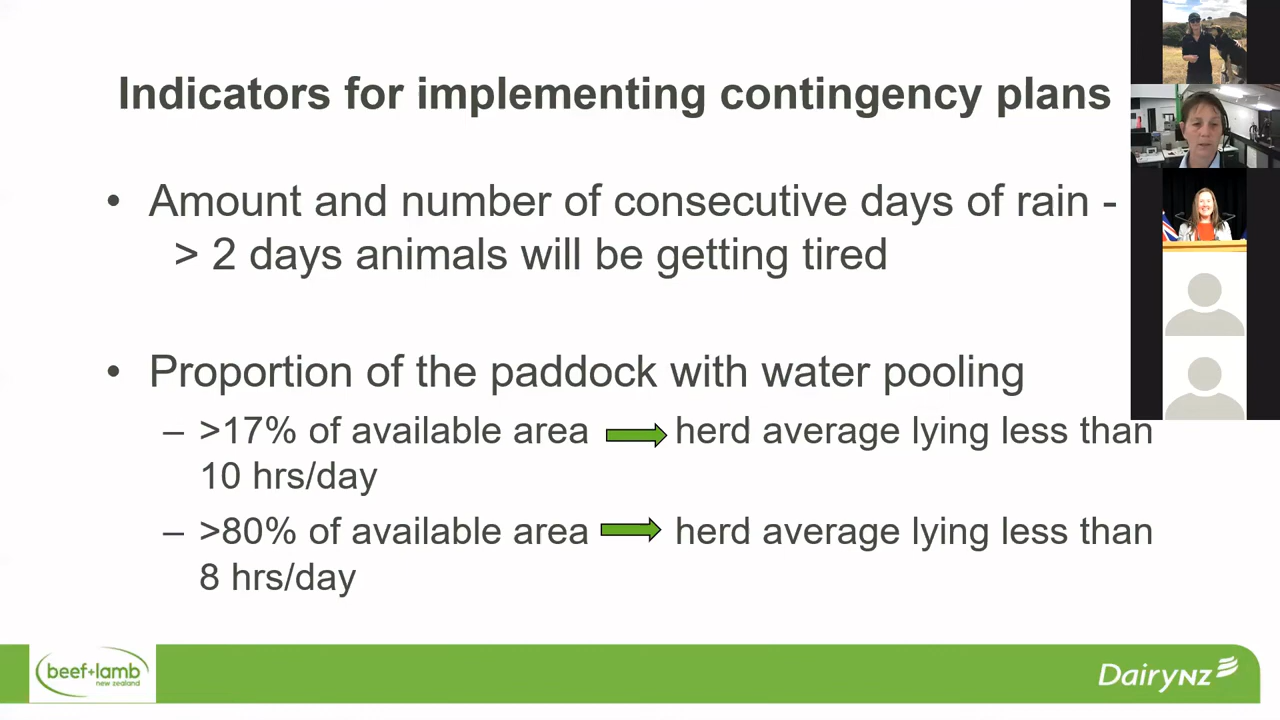 Indicators for implementing contingency plans
• Amount and number of consecutive days of rain -
> 2 days animals will be getting tired
• Proportion of the paddock with water pooling
– >17% of available area herd average lying less than
10 hrs/day
– >80% of available area herd average lying less than
8 hrs/day
beef+lamb
new zealand
DairyNZ